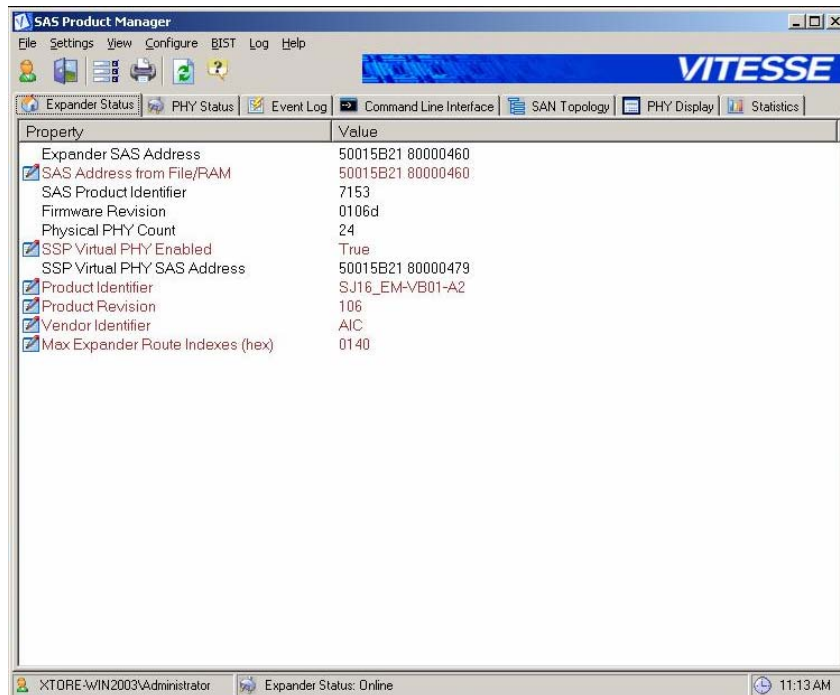 SAS Product Manager
File Settings View Configure BIST Log Help
VITESSE
Expander Status PHY Status Event Log Command Line Interface SAN Topology PHY Display Statistics
Property Value
Expander SAS Address 50015B21 80000460
SAS Address from File/RAM 50015B21 80000460
SAS Product Identifier 7153
Firmware Revision 0106d
Physical PHY Count 24
SSP Virtual PHY Enabled True
SSP Virtual PHY SAS Address 50015B21 80000479
Product Identifier SJ16_EM-VB01-A2
Product Revision 106
Vendor Identifier AIC
Max Expander Route Indexes (hex) 0140
XTORE-WIN2003\Administrator Expander Status: Online 11:13 AM